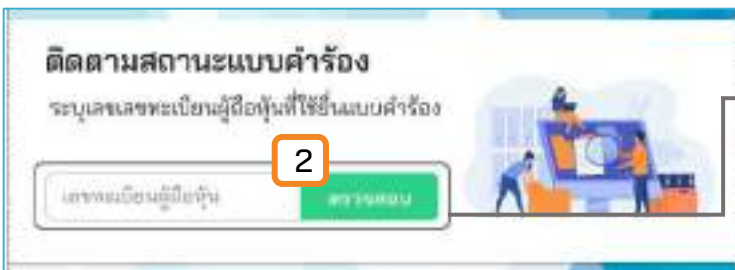 ติดตามสถานะแบบคำร้อง
ระบุเลขเลขทะเบียนผู้ถือหุ้นที่ใช้ยื่นแบบคำร้อง
2
เลขทะเบียนผู้ถือหุ้น
ตรวจสอบ